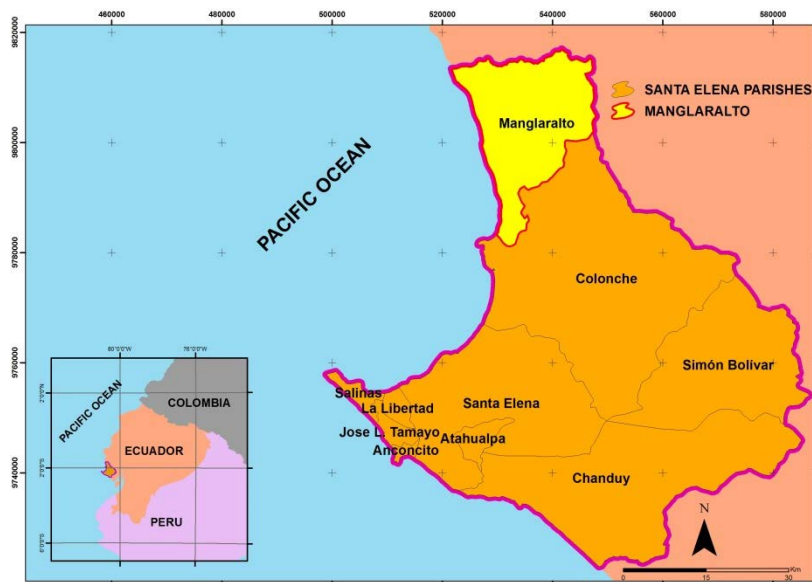 460000
480000
500000
520000
540000
560000
580000
9820000
9800000
9780000
9760000
9740000
PACIFIC OCEAN
SANTA ELENA PARISHES
MANGLARALTO
Manglaralto
Colonche
Simón Bolívar
Santa Elena
Salinas
La Libertad
Jose L. Tamayo
Atahualpa
Anconcito
Chanduy
N
Km
0
15
30
PACIFIC OCEAN
COLOMBIA
ECUADOR
PERU